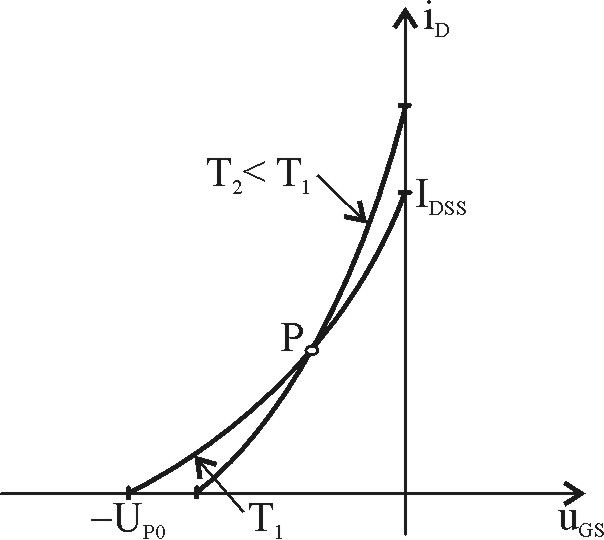 i_D
T_2 < T_1
I_DSS
P
-U_P0
T_1
u_GS